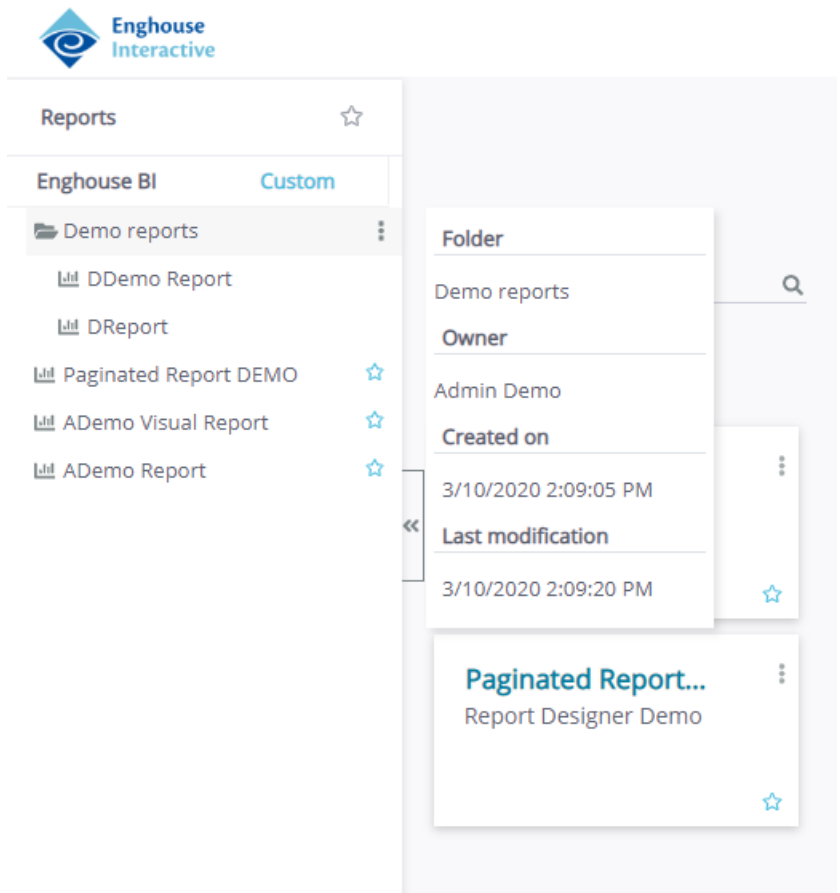 Enghouse
Interactive
Reports
Enghouse BI
Custom
Demo reports
DDemo Report
DReport
Paginated Report DEMO
ADemo Visual Report
ADemo Report
Folder
Demo reports
Owner
Admin Demo
Created on
3/10/2020 2:09:05 PM
Last modification
3/10/2020 2:09:20 PM
Paginated Report...
Report Designer Demo